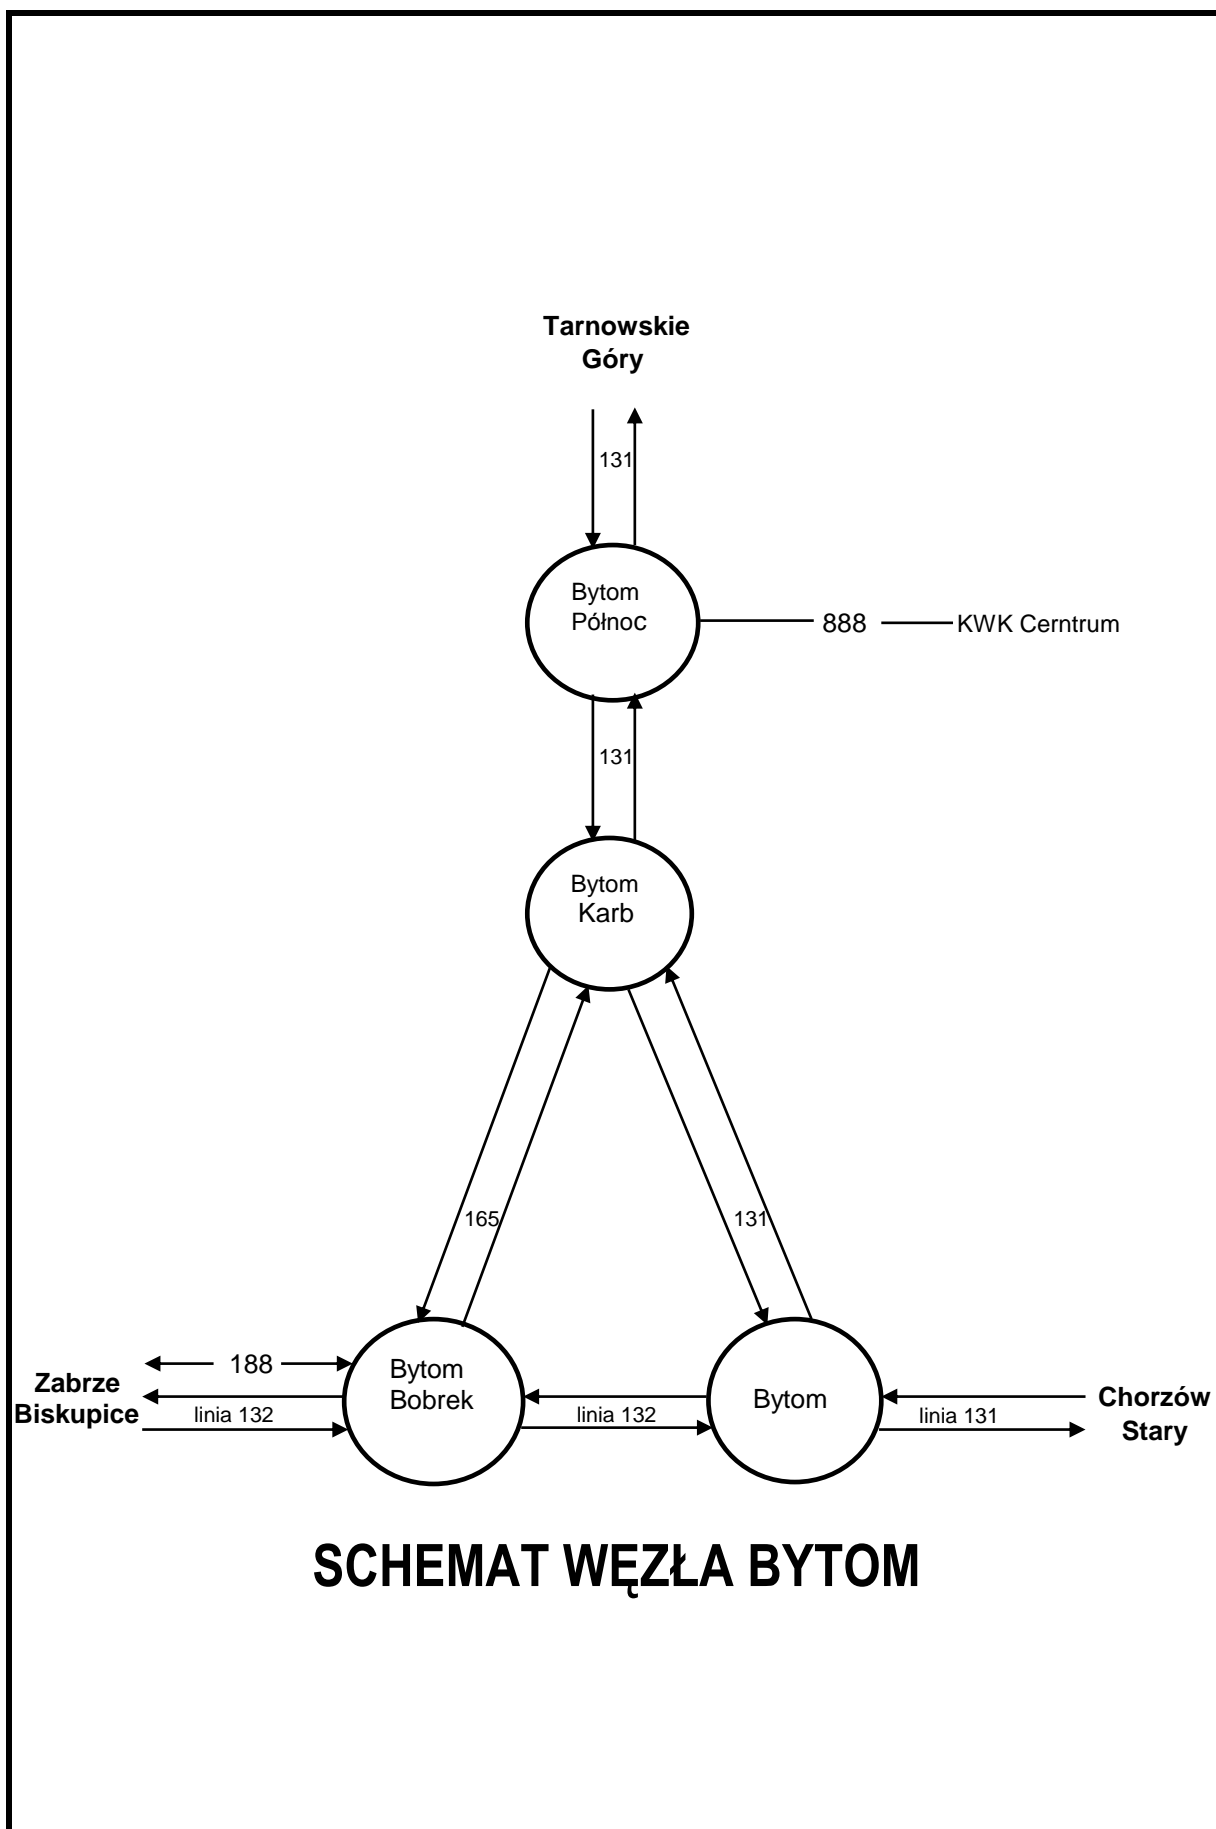 Tarnowskie
Góry
131
Bytom
Północ
888
KWK Cerntrum
131
Bytom
Karb
165
131
188
Zabrze
Biskupice
linia 132
Bytom
Bobrek
linia 132
Bytom
linia 131
Chorzów
Stary
SCHEMAT WĘZŁA BYTOM